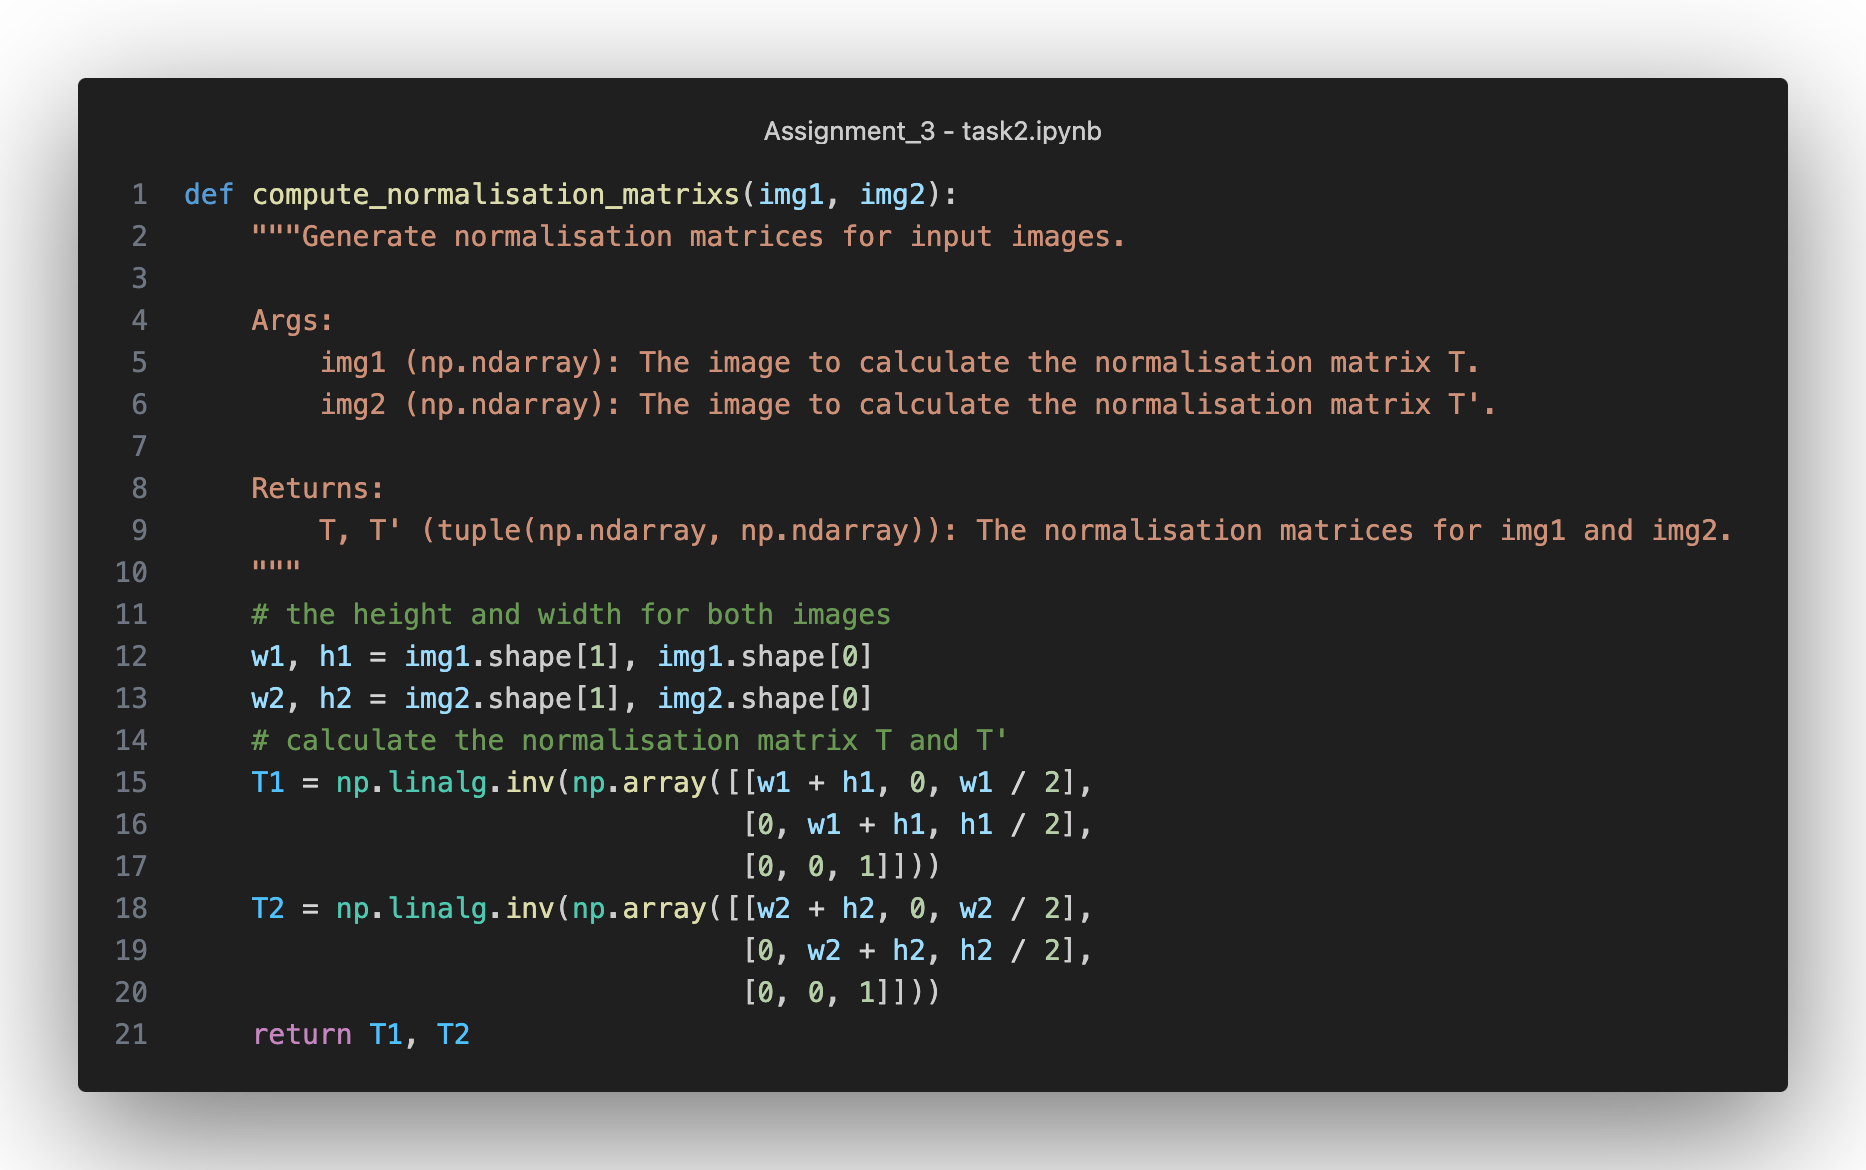 Assignment_3 - task2.ipynb
1 def compute_normalisation_matrixs(img1, img2):
2     """Generate normalisation matrices for input images.
3
4     Args:
5         img1 (np.ndarray): The image to calculate the normalisation matrix T.
6         img2 (np.ndarray): The image to calculate the normalisation matrix T'.
7
8     Returns:
9         T, T' (tuple(np.ndarray, np.ndarray)): The normalisation matrices for img1 and img2.
10     """
11     # the height and width for both images
12     w1, h1 = img1.shape[1], img1.shape[0]
13     w2, h2 = img2.shape[1], img2.shape[0]
14     # calculate the normalisation matrix T and T'
15     T1 = np.linalg.inv(np.array([[w1 + h1, 0, w1 / 2],
16                                  [0, w1 + h1, h1 / 2],
17                                  [0, 0, 1]]))
18     T2 = np.linalg.inv(np.array([[w2 + h2, 0, w2 / 2],
19                                  [0, w2 + h2, h2 / 2],
20                                  [0, 0, 1]]))
21     return T1, T2